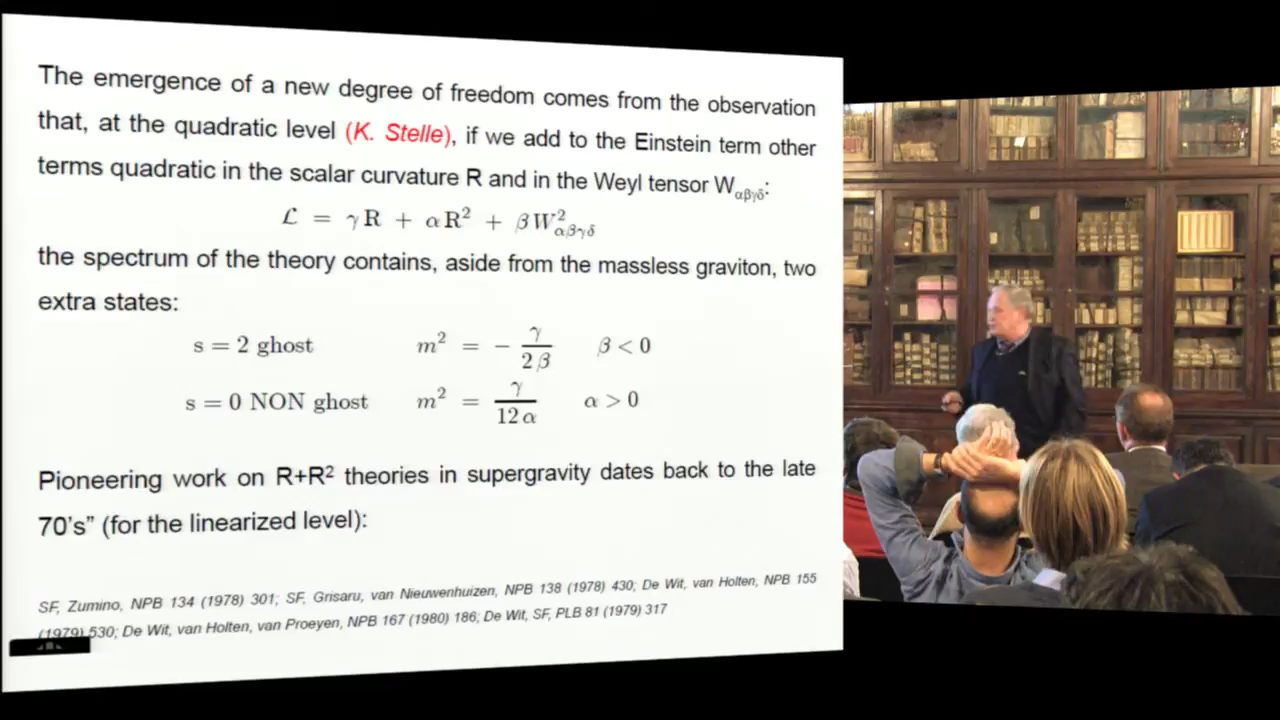 The emergence of a new degree of freedom comes from the observation
that, at the quadratic level (K. Stelle), if we add to the Einstein term other
terms quadratic in the scalar curvature R and in the Weyl tensor Wαβγδ:
ℒ = γR + αR² + βW²αβγδ
the spectrum of the theory contains, aside from the massless graviton, two
extra states:
s = 2 ghost m² = − γ/2β β < 0
s = 0 NON ghost m² = γ/12α α > 0
Pioneering work on R+R² theories in supergravity dates back to the late
70's” (for the linearized level):
SF, Zumino, NPB 134 (1978) 301; SF, Grisaru, van Nieuwenhuizen, NPB 138 (1978) 430; De Wit, van Holten, NPB 155
(1979) 530; De Wit, van Holten, van Proeyen, NPB 167 (1980) 186; De Wit, SF, PLB 81 (1979) 317